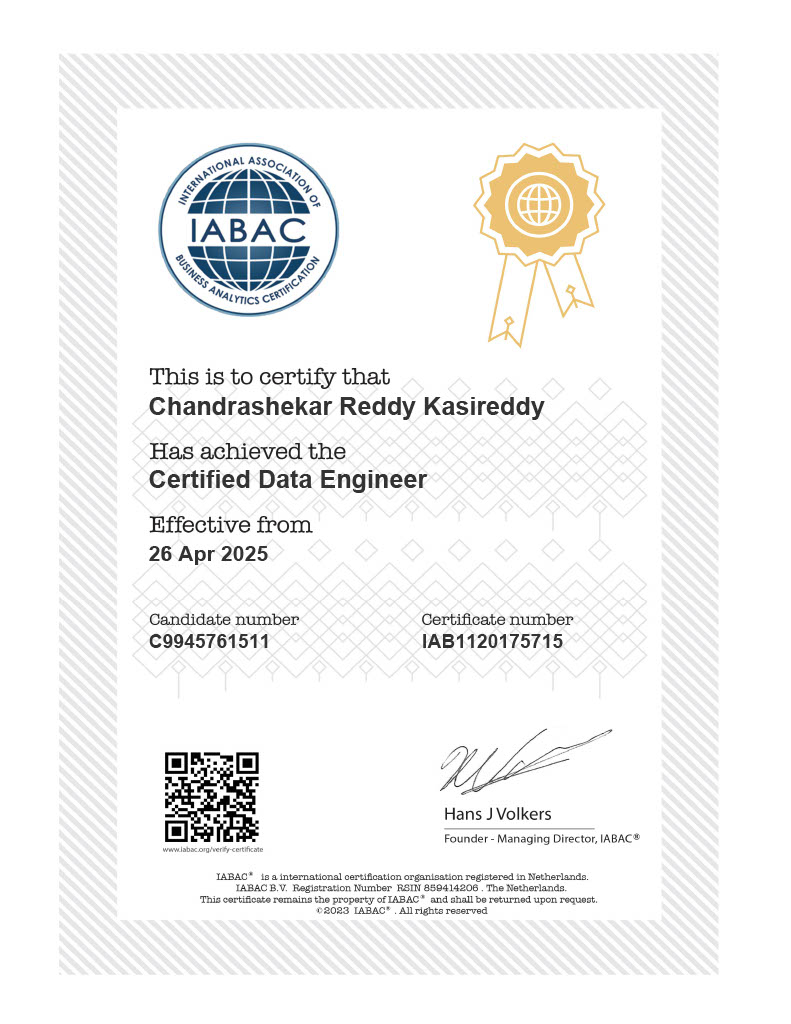 INTERNATIONAL ASSOCIATION OF
IABAC
BUSINESS ANALYTICS CERTIFICATION
This is to certify that
Chandrashekar Reddy Kasireddy
Has achieved the
Certified Data Engineer
Effective from
26 Apr 2025
Candidate number
C9945761511
Certificate number
IAB1120175715
www.iabac.org/verify-certificate
Hans J Volkers
Founder - Managing Director, IABAC®
IABAC® is a international certification organisation registered in Netherlands.
IABAC B.V. Registration Number RSIN 859414206 . The Netherlands.
This certificate remains the property of IABAC® and shall be returned upon request.
©2023 IABAC® . All rights reserved